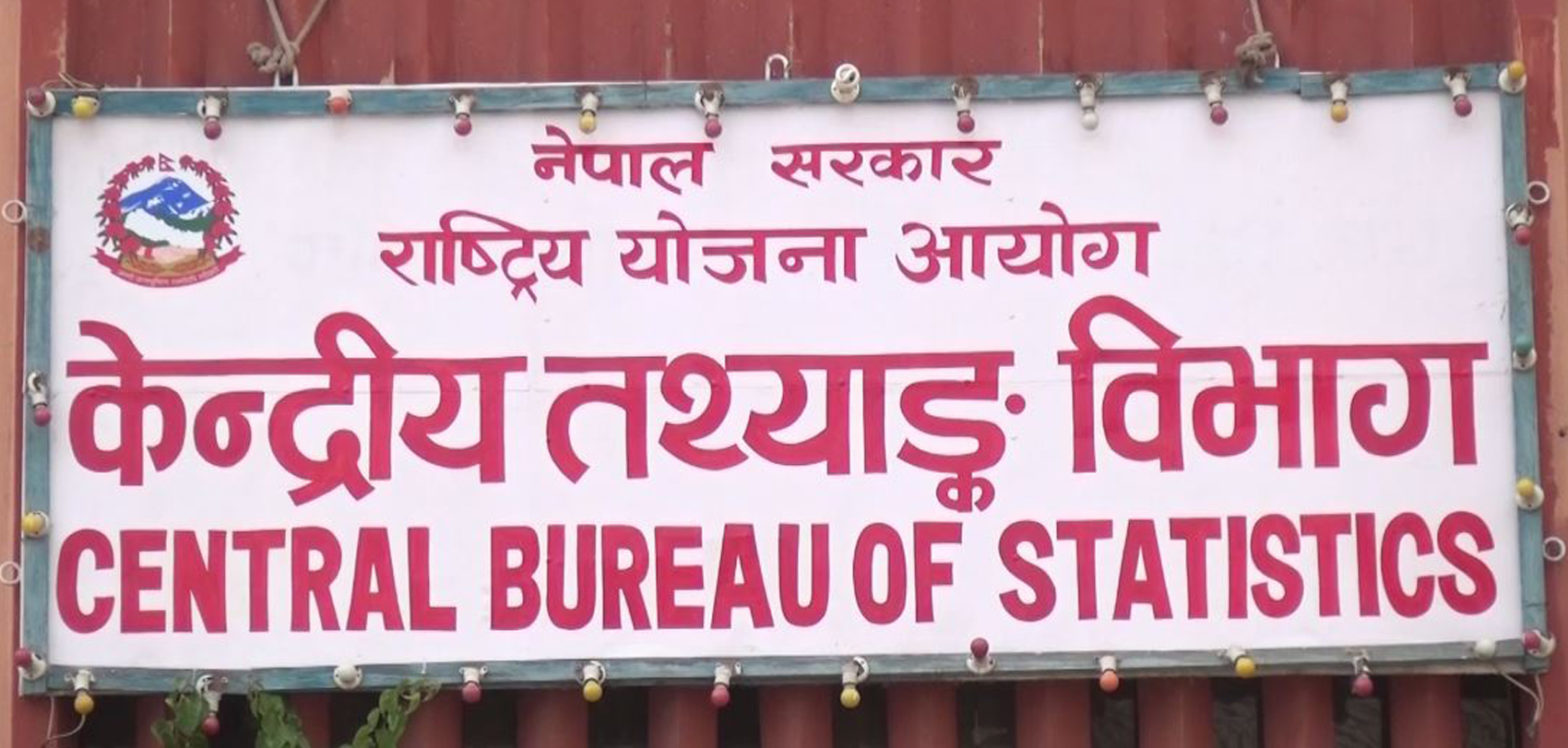 नेपाल सरकार
राष्ट्रिय योजना आयोग
केन्द्रीय तथ्याङ्क विभाग
CENTRAL BUREAU OF STATISTICS